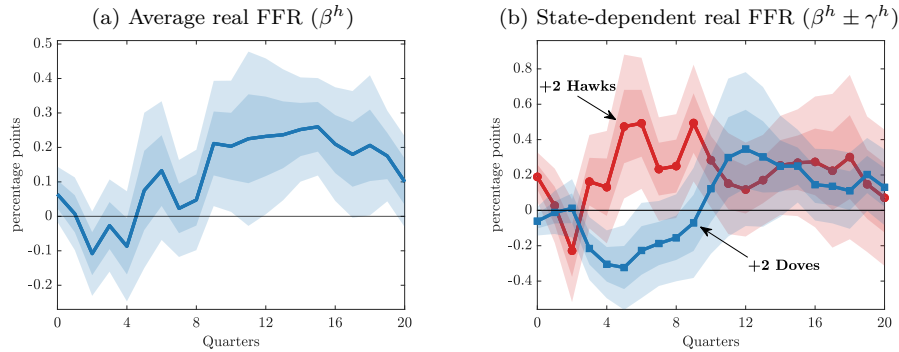 (a) Average real FFR (β^h)
percentage points
0.5
0.4
0.3
0.2
0.1
0
-0.1
-0.2
0 4 8 12 16 20
Quarters
(b) State-dependent real FFR (β^h ± γ^h)
percentage points
0.8
0.6
0.4
0.2
0
-0.2
-0.4
+2 Hawks
+2 Doves
0 4 8 12 16 20
Quarters